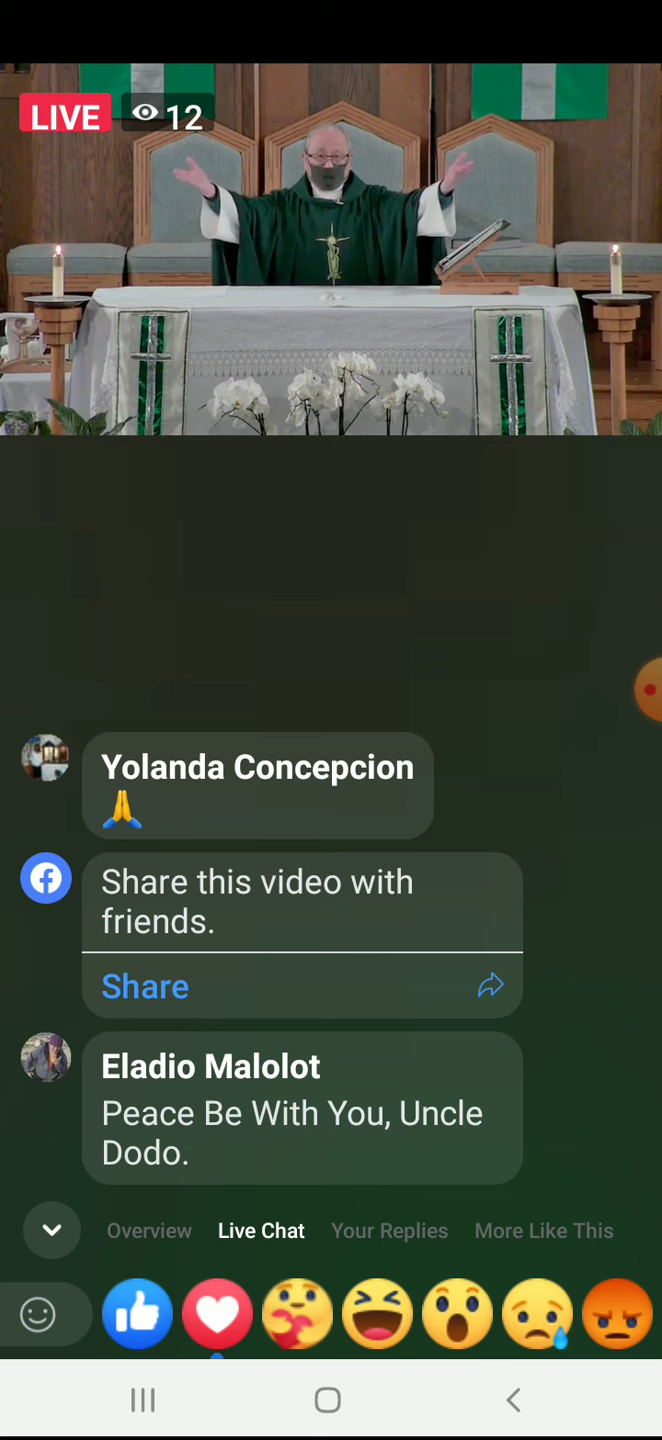 LIVE 12
Yolanda Concepcion
🙏
Share this video with
friends.
Share
Eladio Malolot
Peace Be With You, Uncle
Dodo.
Overview Live Chat Your Replies More Like This